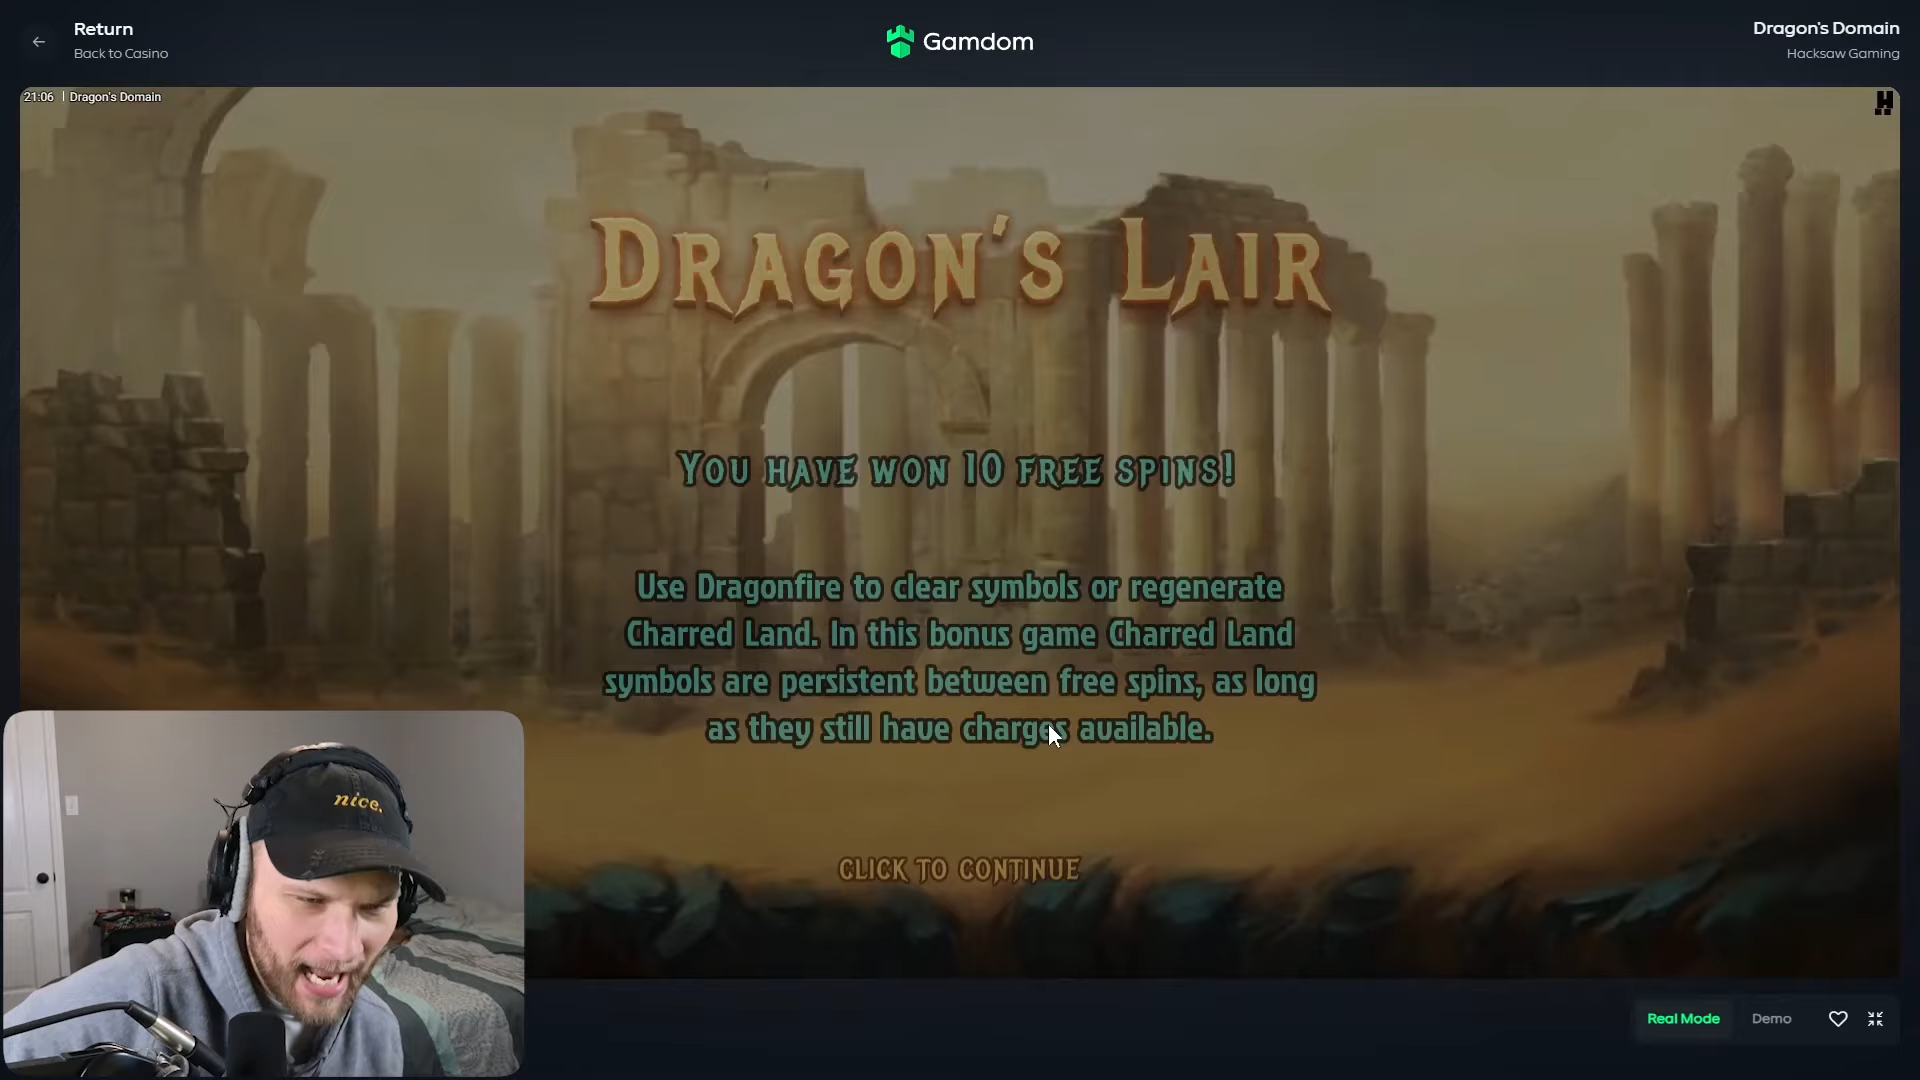 Return
Back to Casino
Gamdom
Dragon's Domain
Hacksaw Gaming
21:06 | Dragon's Domain
DRAGON'S LAIR
YOU HAVE WON 10 FREE SPINS!
Use Dragonfire to clear symbols or regenerate
Charred Land. In this bonus game Charred Land
symbols are persistent between free spins, as long
as they still have charges available.
CLICK TO CONTINUE
nice.
Real Mode
Demo